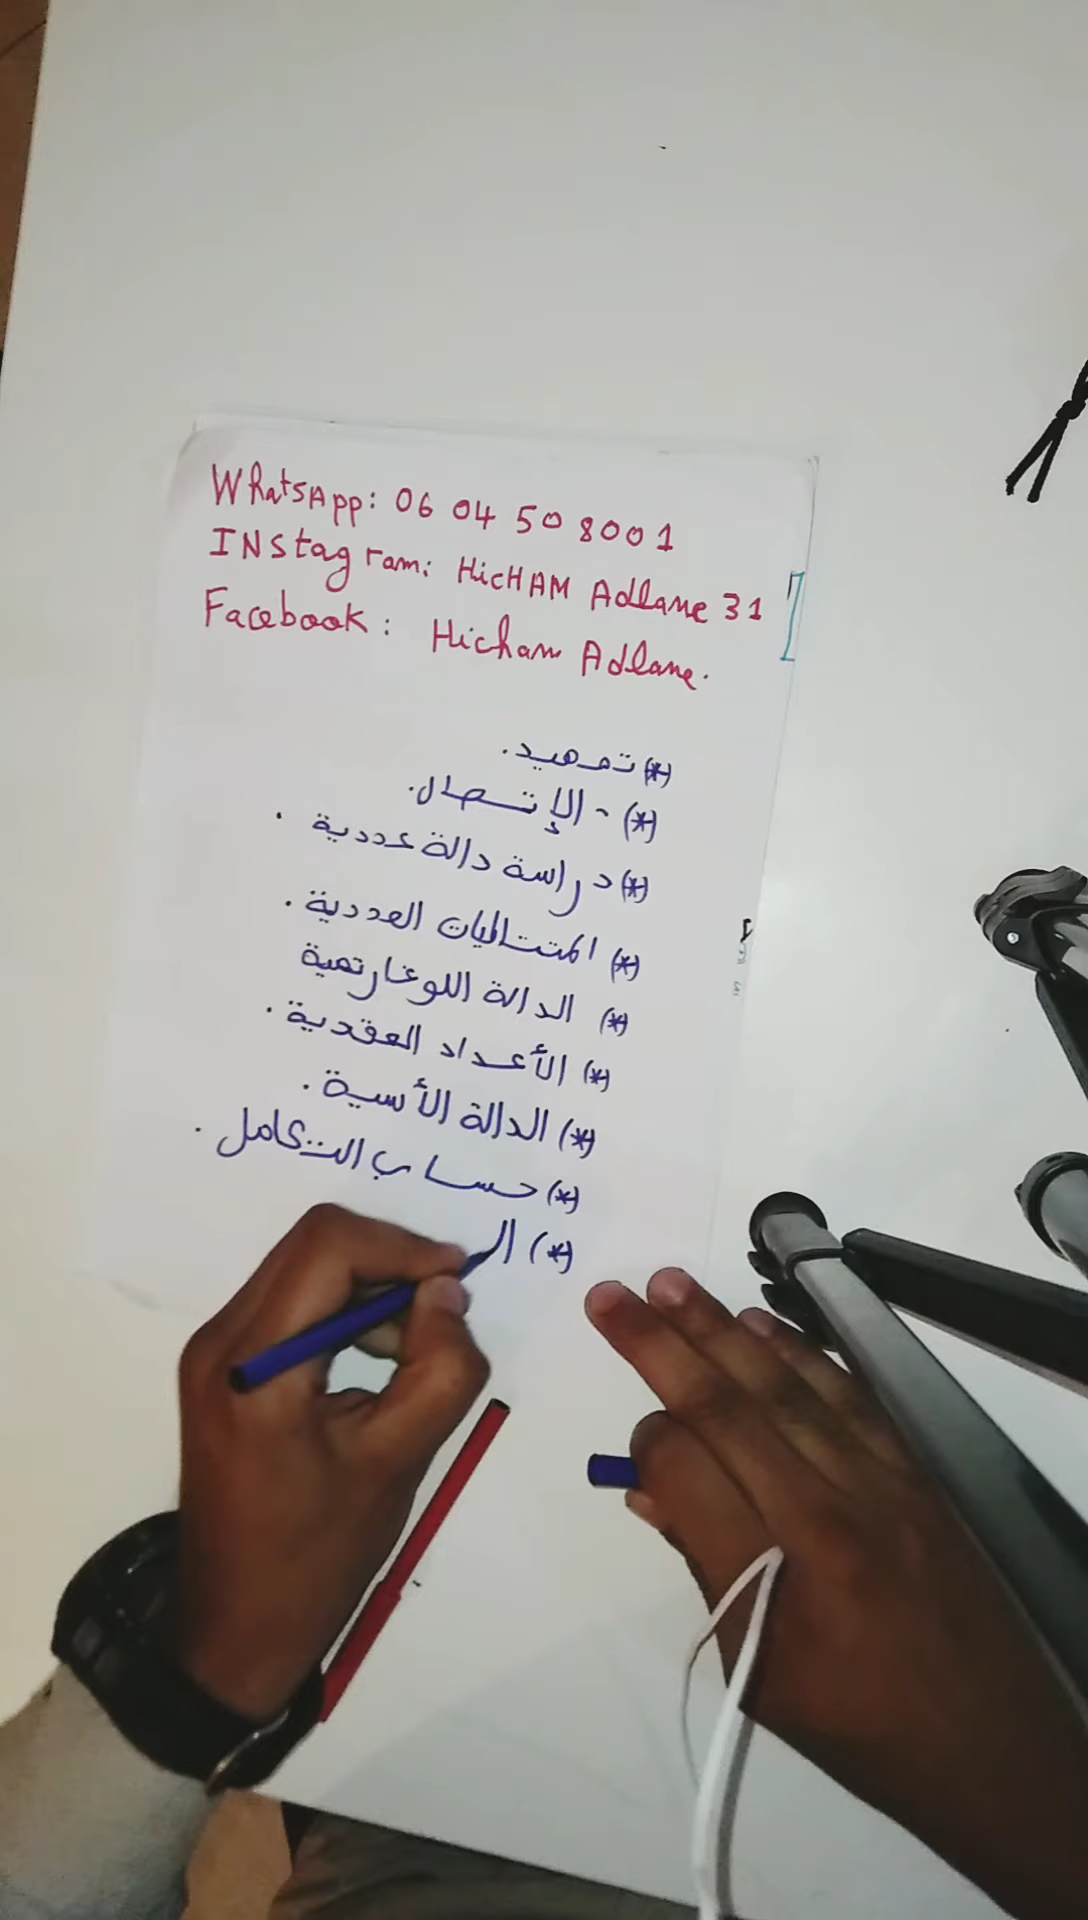 WhatsApp: 06 04 50 8001
INstagram: HicHAM Adlane 31
Facebook: Hicham Adlane.
(*) تمهيد.
(*) - الإتصال.
(*) دراسة دالة عددية.
(*) المتتاليات العددية.
(*) الدالة اللوغارتمية
(*) الأعداد العقدية.
(*) الدالة الأسية.
(*) حساب التكامل.
(*) ال